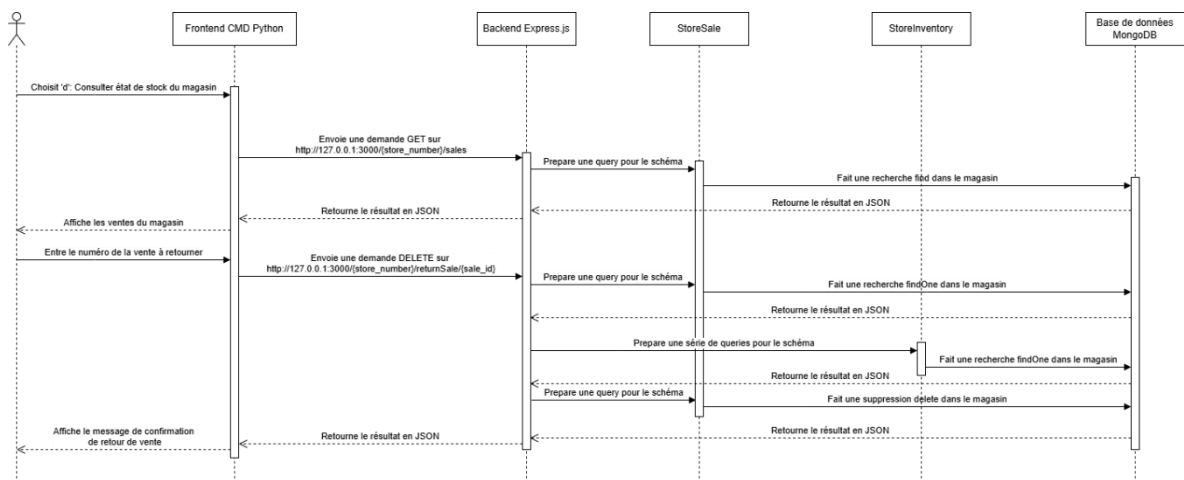 Frontend CMD Python
Backend Express.js
StoreSale
StoreInventory
Base de données
MongoDB
Choisit 'd': Consulter état de stock du magasin
Envoie une demande GET sur
http://127.0.0.1:3000/{store_number}/sales
Prepare une query pour le schéma
Fait une recherche find dans le magasin
Retourne le résultat en JSON
Retourne le résultat en JSON
Affiche les ventes du magasin
Entre le numéro de la vente à retourner
Envoie une demande DELETE sur
http://127.0.0.1:3000/{store_number}/returnSale/{sale_id}
Prepare une query pour le schéma
Fait une recherche findOne dans le magasin
Retourne le résultat en JSON
Prepare une série de queries pour le schéma
Fait une recherche findOne dans le magasin
Retourne le résultat en JSON
Prepare une query pour le schéma
Fait une suppression delete dans le magasin
Retourne le résultat en JSON
Retourne le résultat en JSON
Affiche le message de confirmation
de retour de vente